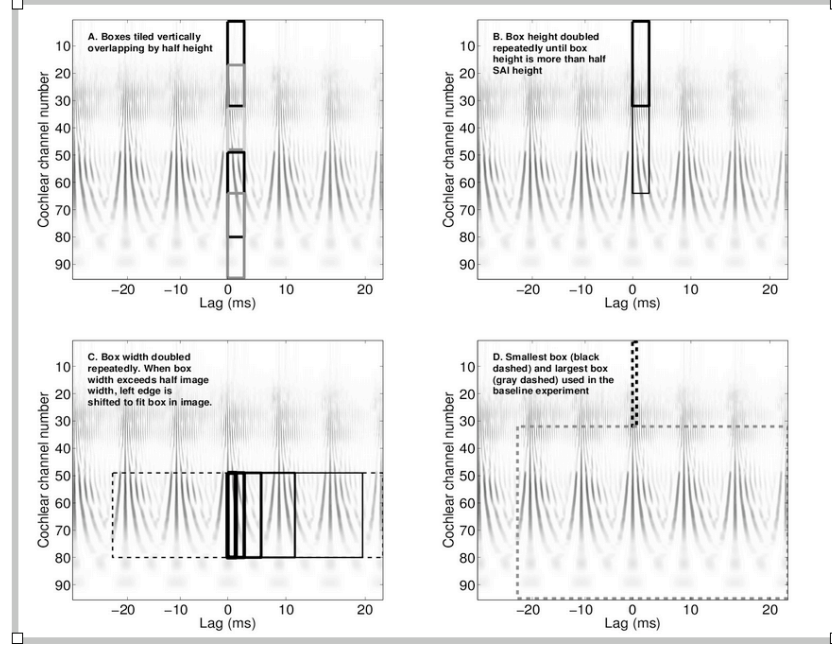 A. Boxes tiled vertically
overlapping by half height
10
20
30
40
50
60
70
80
90
Cochlear channel number
−20 −10 0 10 20
Lag (ms)
B. Box height doubled
repeatedly until box
height is more than half
SAI height
10
20
30
40
50
60
70
80
90
Cochlear channel number
−20 −10 0 10 20
Lag (ms)
C. Box width doubled
repeatedly. When box
width exceeds half image
width, left edge is
shifted to fit box in image.
10
20
30
40
50
60
70
80
90
Cochlear channel number
−20 −10 0 10 20
Lag (ms)
D. Smallest box (black
dashed) and largest box
(gray dashed) used in the
baseline experiment
10
20
30
40
50
60
70
80
90
Cochlear channel number
−20 −10 0 10 20
Lag (ms)